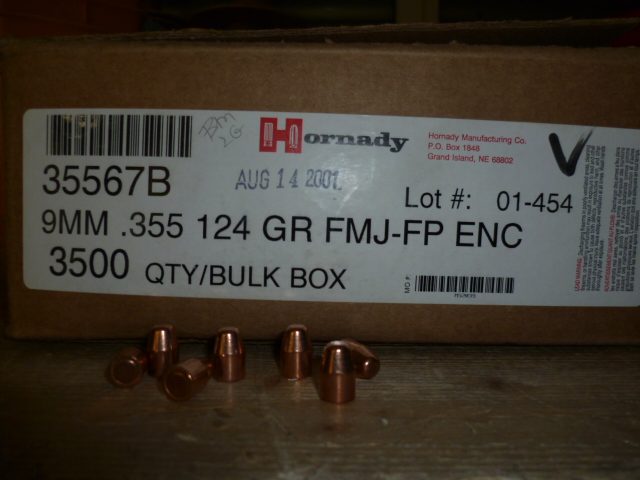 Hornady
Hornady Manufacturing Co.
P.O. Box 1848
Grand Island, NE 68802
V
35567B
AUG 14 2001
Lot #: 01-454
9MM .355 124 GR FMJ-FP ENC
3500 QTY/BULK BOX
MO #: